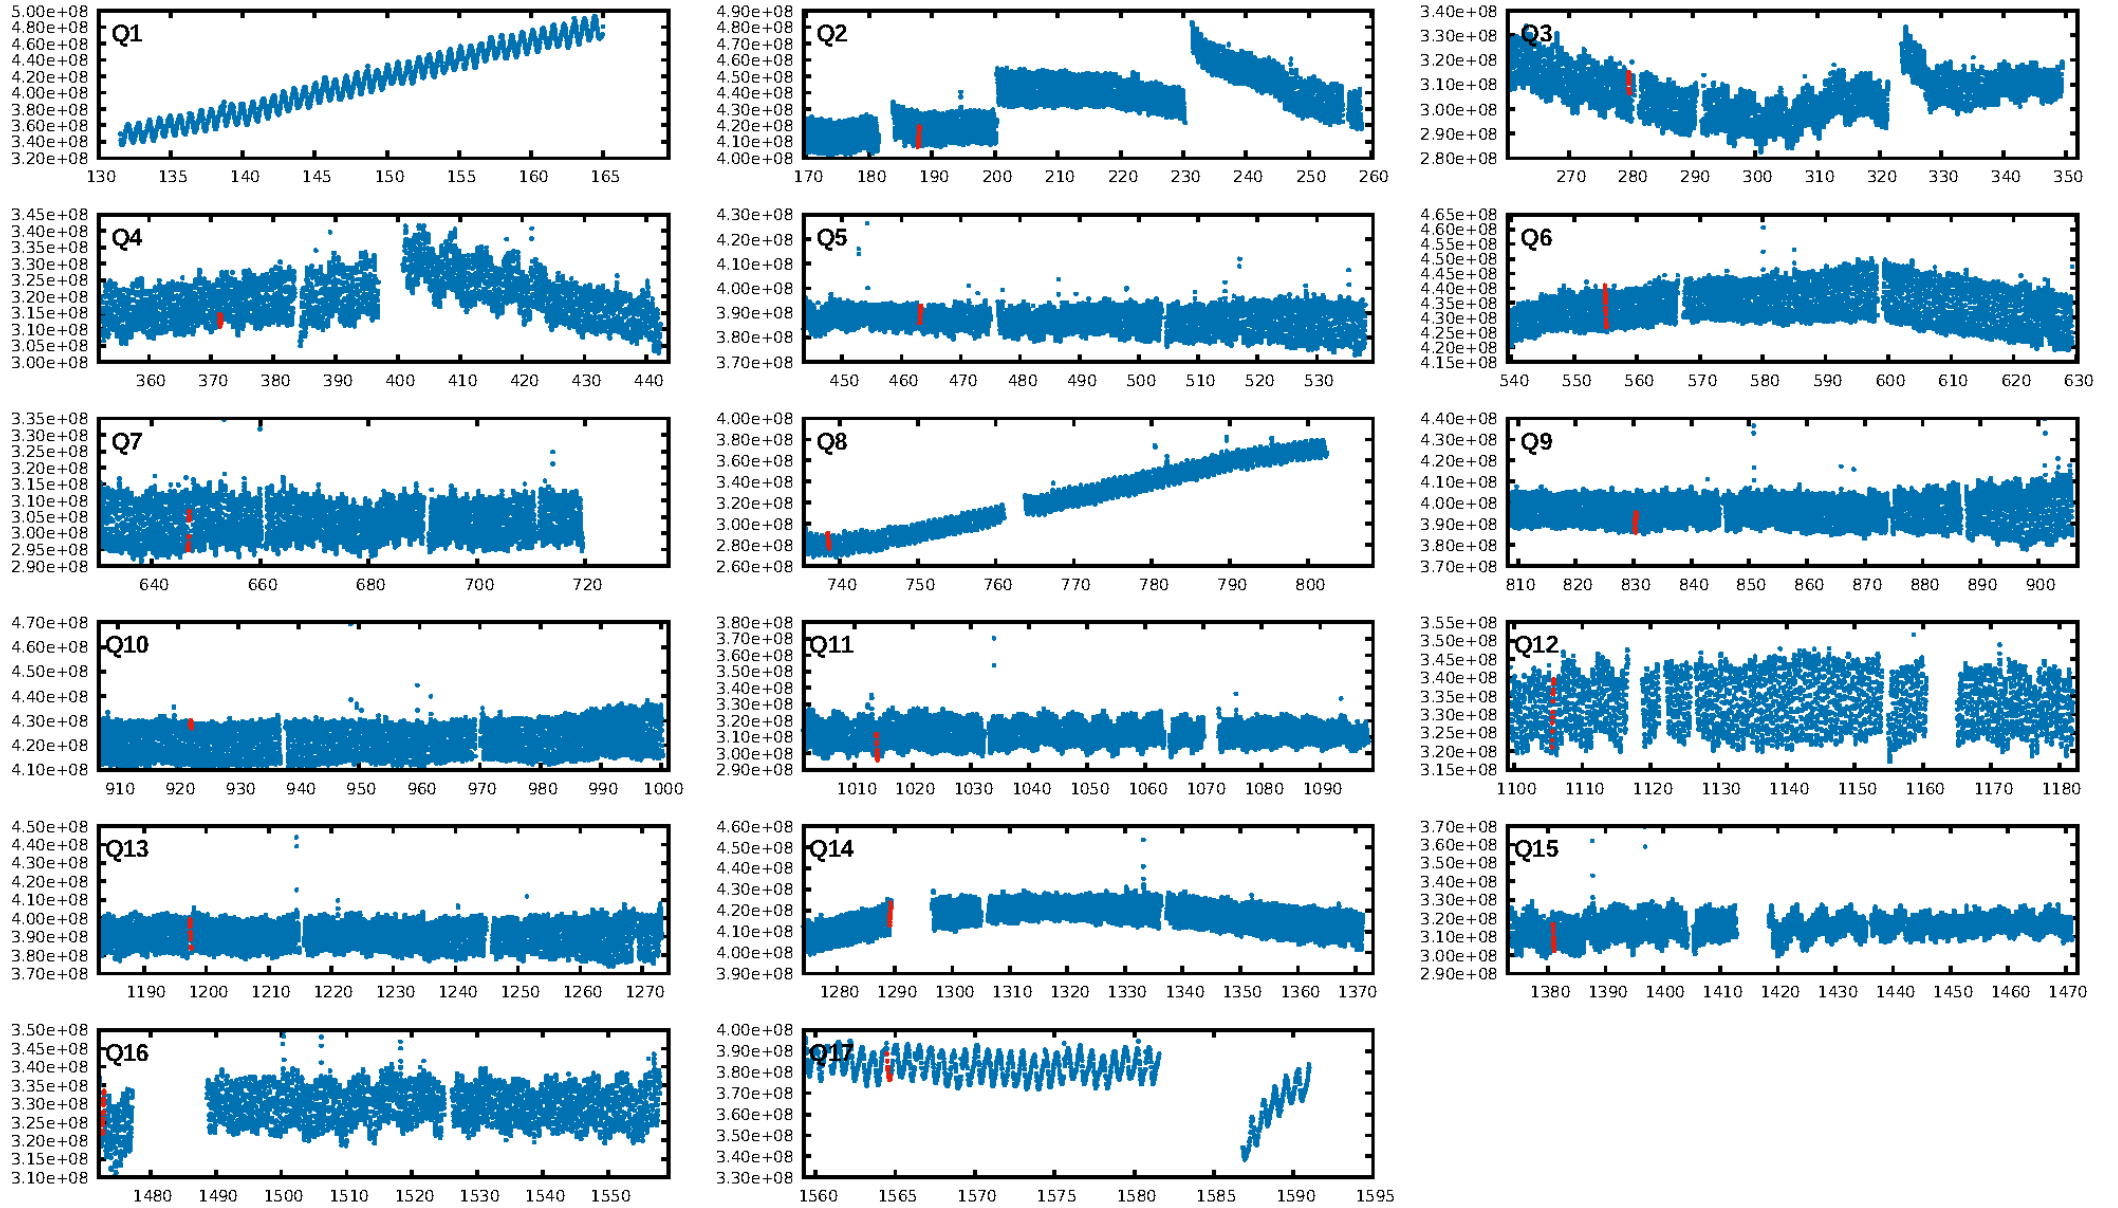 5.00e+08
4.80e+08
4.60e+08
4.40e+08
4.20e+08
4.00e+08
3.80e+08
3.60e+08
3.40e+08
3.20e+08
Q1
130 135 140 145 150 155 160 165
4.90e+08
4.80e+08
4.70e+08
4.60e+08
4.50e+08
4.40e+08
4.30e+08
4.20e+08
4.10e+08
4.00e+08
Q2
170 180 190 200 210 220 230 240 250 260
3.40e+08
3.30e+08
3.20e+08
3.10e+08
3.00e+08
2.90e+08
2.80e+08
Q3
270 280 290 300 310 320 330 340 350
3.45e+08
3.40e+08
3.35e+08
3.30e+08
3.25e+08
3.20e+08
3.15e+08
3.10e+08
3.05e+08
3.00e+08
Q4
360 370 380 390 400 410 420 430 440
4.30e+08
4.20e+08
4.10e+08
4.00e+08
3.90e+08
3.80e+08
3.70e+08
Q5
450 460 470 480 490 500 510 520 530
4.65e+08
4.60e+08
4.55e+08
4.50e+08
4.45e+08
4.40e+08
4.35e+08
4.30e+08
4.25e+08
4.20e+08
4.15e+08
Q6
540 550 560 570 580 590 600 610 620 630
3.35e+08
3.30e+08
3.25e+08
3.20e+08
3.15e+08
3.10e+08
3.05e+08
3.00e+08
2.95e+08
2.90e+08
Q7
640 660 680 700 720
4.00e+08
3.80e+08
3.60e+08
3.40e+08
3.20e+08
3.00e+08
2.80e+08
2.60e+08
Q8
740 750 760 770 780 790 800
4.40e+08
4.30e+08
4.20e+08
4.10e+08
4.00e+08
3.90e+08
3.80e+08
3.70e+08
Q9
810 820 830 840 850 860 870 880 890 900
4.70e+08
4.60e+08
4.50e+08
4.40e+08
4.30e+08
4.20e+08
4.10e+08
Q10
910 920 930 940 950 960 970 980 990 1000
3.80e+08
3.70e+08
3.60e+08
3.50e+08
3.40e+08
3.30e+08
3.20e+08
3.10e+08
3.00e+08
2.90e+08
Q11
1010 1020 1030 1040 1050 1060 1070 1080 1090
3.55e+08
3.50e+08
3.45e+08
3.40e+08
3.35e+08
3.30e+08
3.25e+08
3.20e+08
3.15e+08
Q12
1100 1110 1120 1130 1140 1150 1160 1170 1180
4.50e+08
4.40e+08
4.30e+08
4.20e+08
4.10e+08
4.00e+08
3.90e+08
3.80e+08
3.70e+08
Q13
1190 1200 1210 1220 1230 1240 1250 1260 1270
4.60e+08
4.50e+08
4.40e+08
4.30e+08
4.20e+08
4.10e+08
4.00e+08
3.90e+08
Q14
1280 1290 1300 1310 1320 1330 1340 1350 1360 1370
3.70e+08
3.60e+08
3.50e+08
3.40e+08
3.30e+08
3.20e+08
3.10e+08
3.00e+08
2.90e+08
Q15
1380 1390 1400 1410 1420 1430 1440 1450 1460 1470
3.50e+08
3.45e+08
3.40e+08
3.35e+08
3.30e+08
3.25e+08
3.20e+08
3.15e+08
3.10e+08
Q16
1480 1490 1500 1510 1520 1530 1540 1550
4.00e+08
3.90e+08
3.80e+08
3.70e+08
3.60e+08
3.50e+08
3.40e+08
3.30e+08
Q17
1560 1565 1570 1575 1580 1585 1590 1595